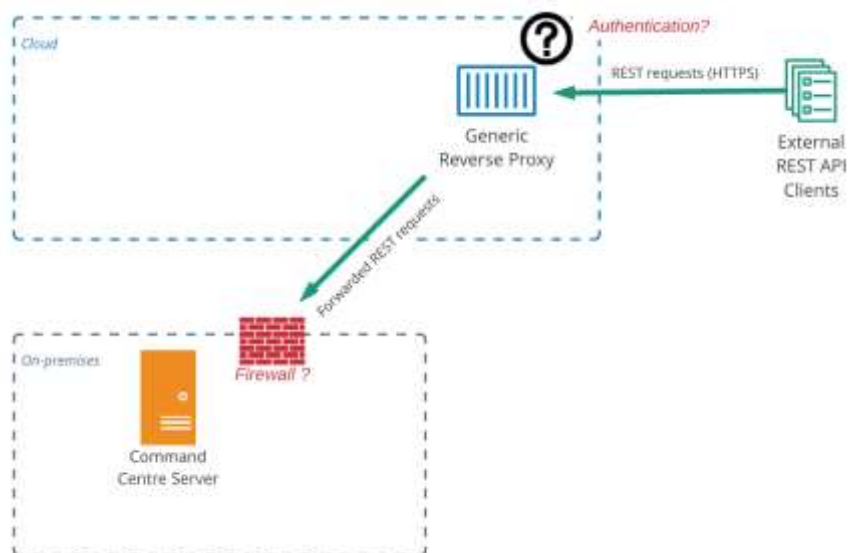 Cloud
Authentication?
REST requests (HTTPS)
Generic
Reverse Proxy
External
REST API
Clients
Forwarded REST requests
On-premises
Firewall ?
Command
Centre Server